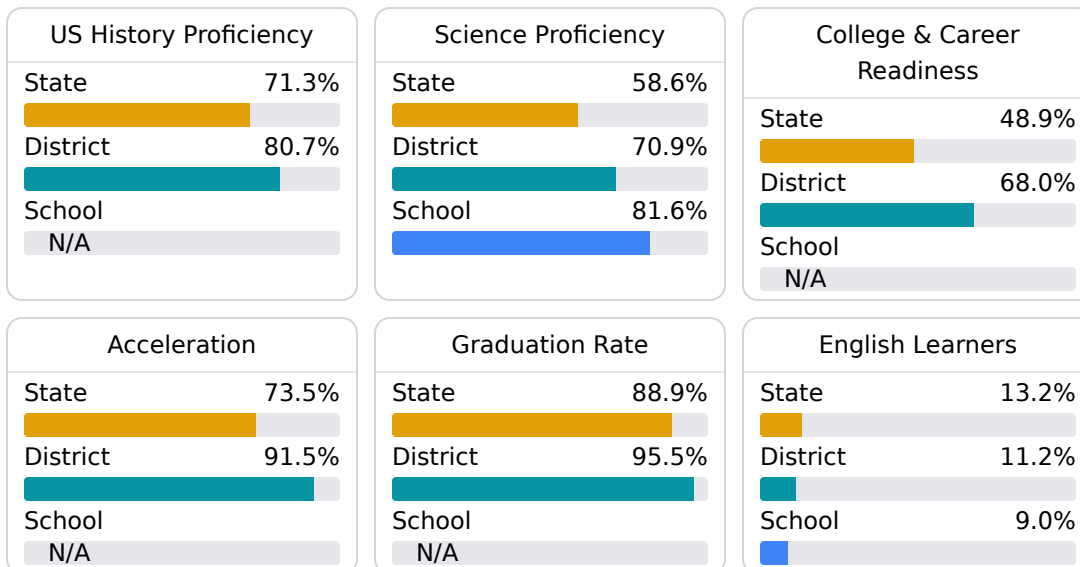 US History Proficiency
State 71.3%
District 80.7%
School
N/A
Science Proficiency
State 58.6%
District 70.9%
School 81.6%
College & Career
Readiness
State 48.9%
District 68.0%
School
N/A
Acceleration
State 73.5%
District 91.5%
School
N/A
Graduation Rate
State 88.9%
District 95.5%
School
N/A
English Learners
State 13.2%
District 11.2%
School 9.0%